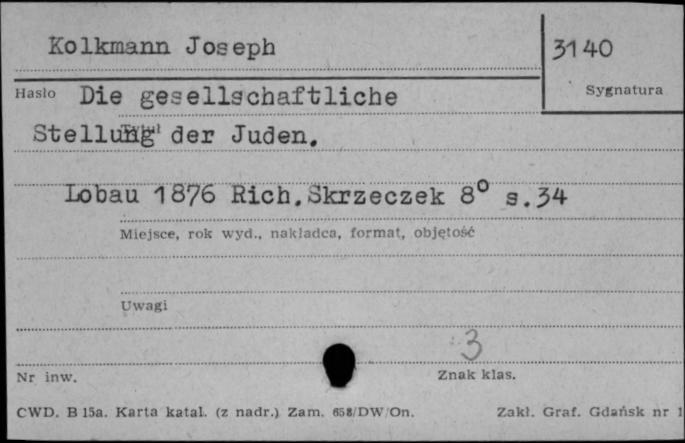 Kolkmann Joseph
3140
Hasło Die gesellschaftliche
Sygnatura
Tytuł
Stellung der Juden.
Lobau 1876 Rich.Skrzeczek 8⁰ s.34
Miejsce, rok wyd., nakładca, format, objętość
Uwagi
3
Nr inw.
Znak klas.
CWD. B 15a. Karta katal. (z nadr.) Zam. 658/DW/On.
Zakł. Graf. Gdańsk nr 1